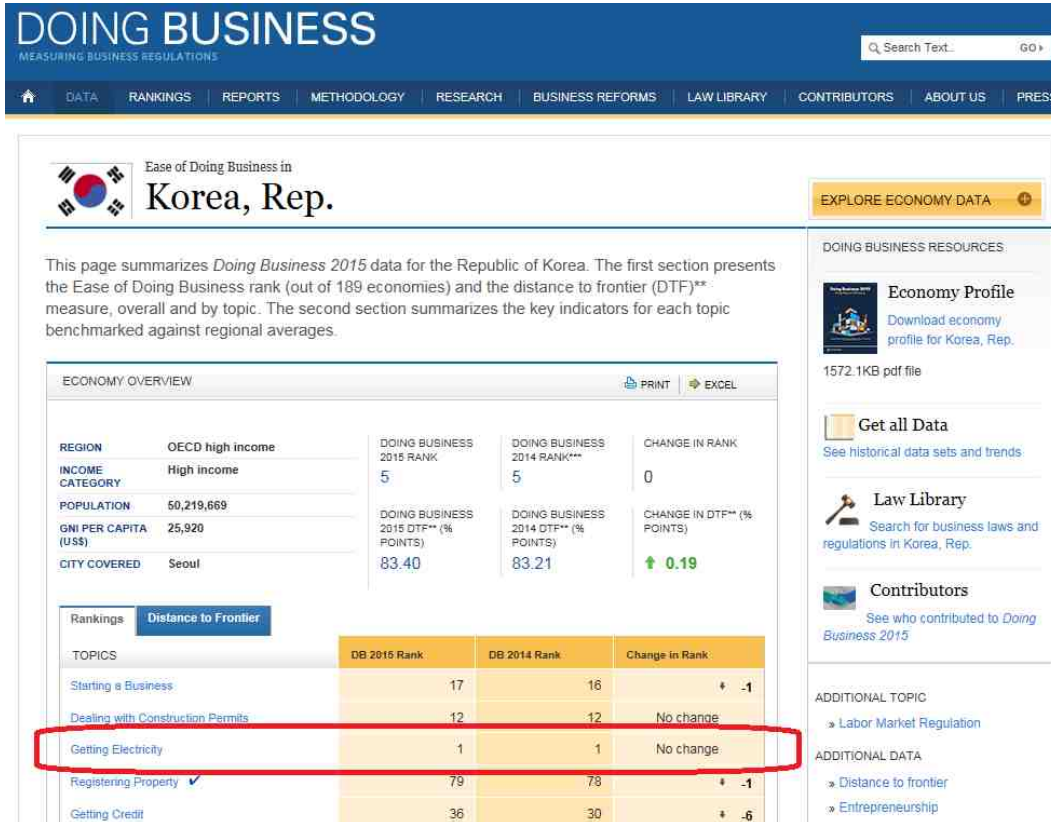 DOING BUSINESS
MEASURING BUSINESS REGULATIONS
Search Text..
GO
DATA RANKINGS REPORTS METHODOLOGY RESEARCH BUSINESS REFORMS LAW LIBRARY CONTRIBUTORS ABOUT US PRESS
Ease of Doing Business in
Korea, Rep.
This page summarizes Doing Business 2015 data for the Republic of Korea. The first section presents
the Ease of Doing Business rank (out of 189 economies) and the distance to frontier (DTF)**
measure, overall and by topic. The second section summarizes the key indicators for each topic
benchmarked against regional averages.
ECONOMY OVERVIEW PRINT EXCEL
REGION OECD high income
INCOME CATEGORY High income
POPULATION 50,219,669
GNI PER CAPITA (US$) 25,920
CITY COVERED Seoul
DOING BUSINESS 2015 RANK
5
DOING BUSINESS 2014 RANK***
5
CHANGE IN RANK
0
DOING BUSINESS 2015 DTF** (% POINTS)
83.40
DOING BUSINESS 2014 DTF** (% POINTS)
83.21
CHANGE IN DTF** (% POINTS)
0.19
Rankings Distance to Frontier
TOPICS DB 2015 Rank DB 2014 Rank Change in Rank
Starting a Business 17 16 -1
Dealing with Construction Permits 12 12 No change
Getting Electricity 1 1 No change
Registering Property ✔ 79 78 -1
Getting Credit 36 30 -6
EXPLORE ECONOMY DATA
DOING BUSINESS RESOURCES
Economy Profile
Download economy
profile for Korea, Rep.
1572.1KB pdf file
Get all Data
See historical data sets and trends
Law Library
Search for business laws and
regulations in Korea, Rep.
Contributors
See who contributed to Doing
Business 2015
ADDITIONAL TOPIC
» Labor Market Regulation
ADDITIONAL DATA
» Distance to frontier
» Entrepreneurship